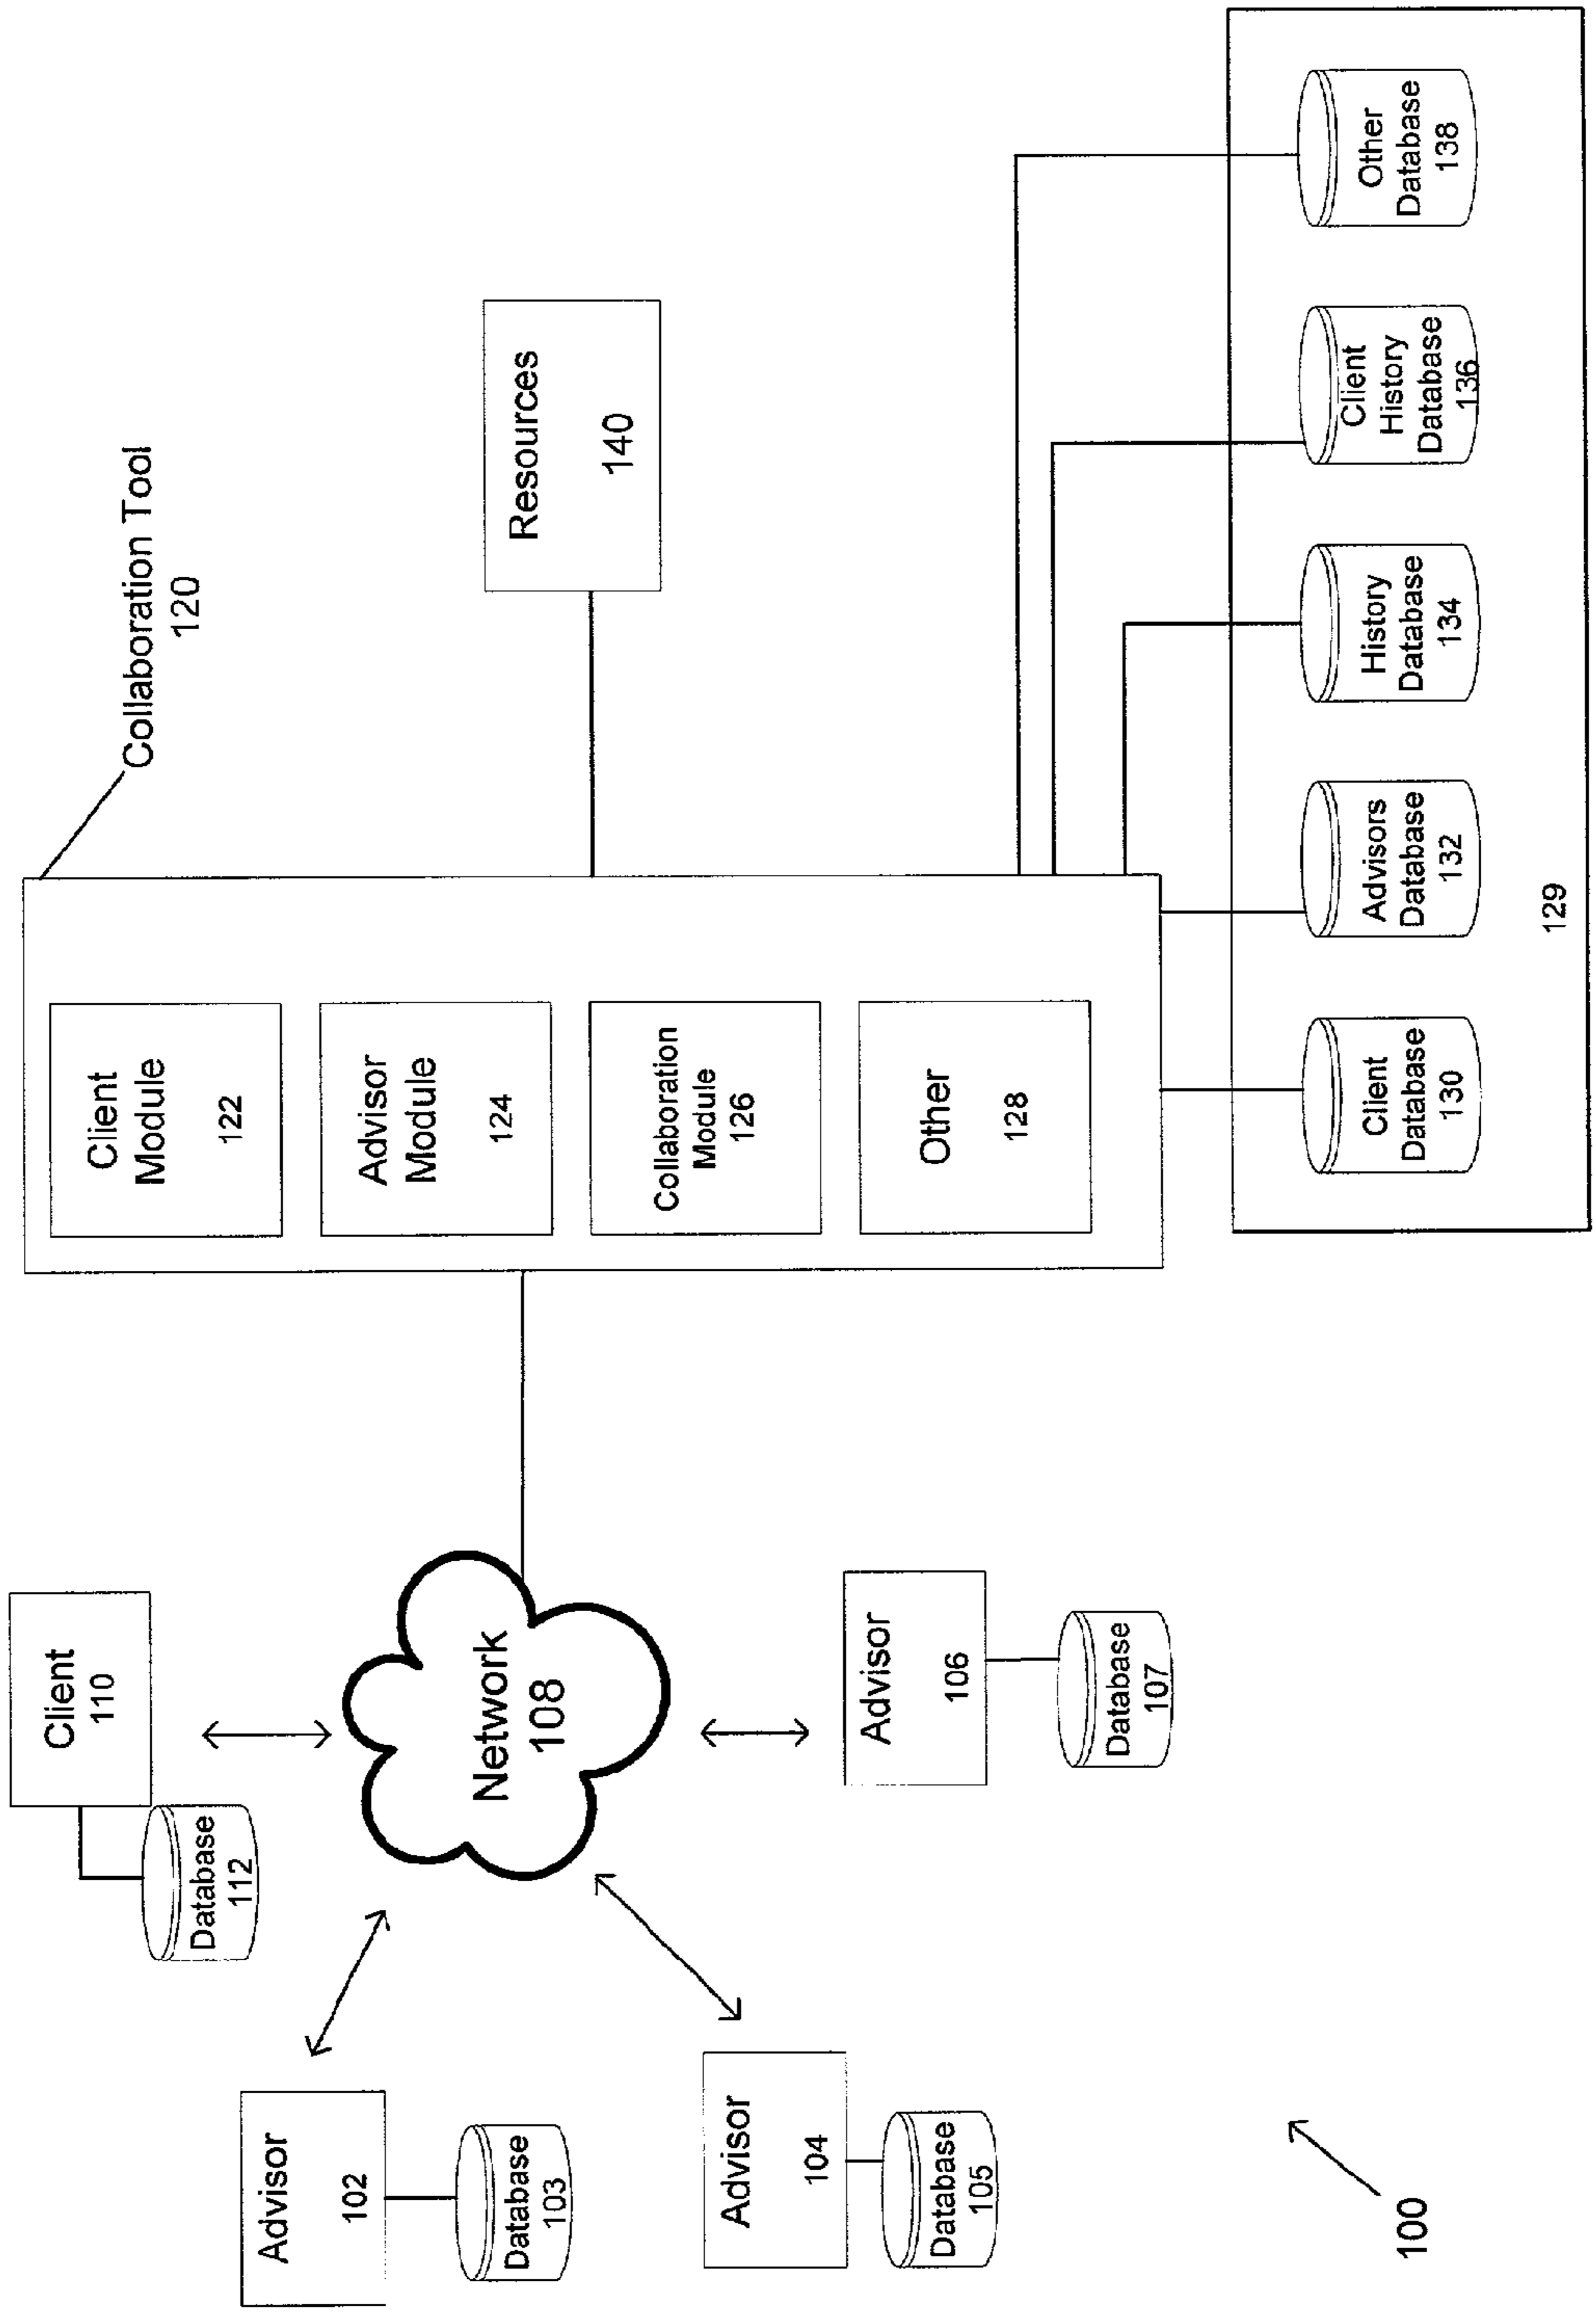 Collaboration Tool
120
Client
110
Database
112
Advisor
102
Database
103
Advisor
104
Database
105
Network
108
Advisor
106
Database
107
Client
Module
122
Advisor
Module
124
Collaboration
Module
126
Other
128
Resources
140
Client
Database
130
Advisors
Database
132
History
Database
134
Client
History
Database
136
Other
Database
138
129
100